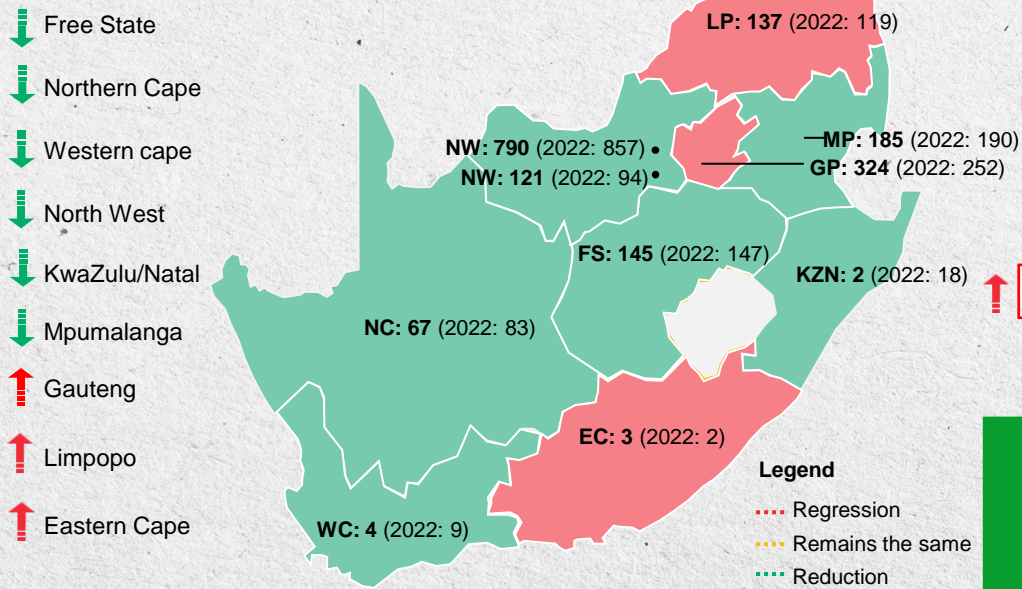 Free State
Northern Cape
Western cape
North West
KwaZulu/Natal
Mpumalanga
Gauteng
Limpopo
Eastern Cape
LP: 137 (2022: 119)
MP: 185 (2022: 190)
GP: 324 (2022: 252)
NW: 790 (2022: 857)
NW: 121 (2022: 94)
FS: 145 (2022: 147)
KZN: 2 (2022: 18)
NC: 67 (2022: 83)
EC: 3 (2022: 2)
WC: 4 (2022: 9)
Legend
Regression
Remains the same
Reduction